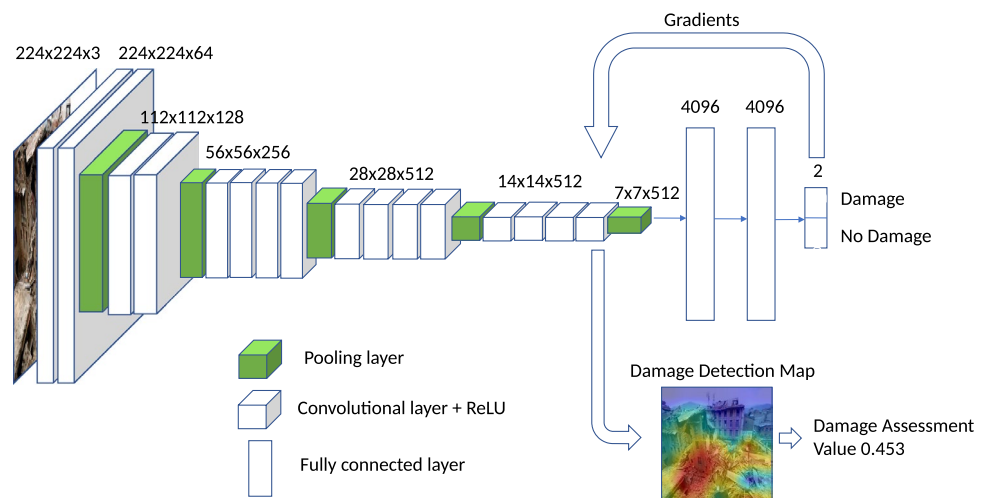 Gradients
224x224x3
224x224x64
4096
4096
112x112x128
56x56x256
28x28x512
14x14x512
7x7x512
2
Damage
No Damage
Pooling layer
Convolutional layer + ReLU
Fully connected layer
Damage Detection Map
Damage Assessment
Value 0.453